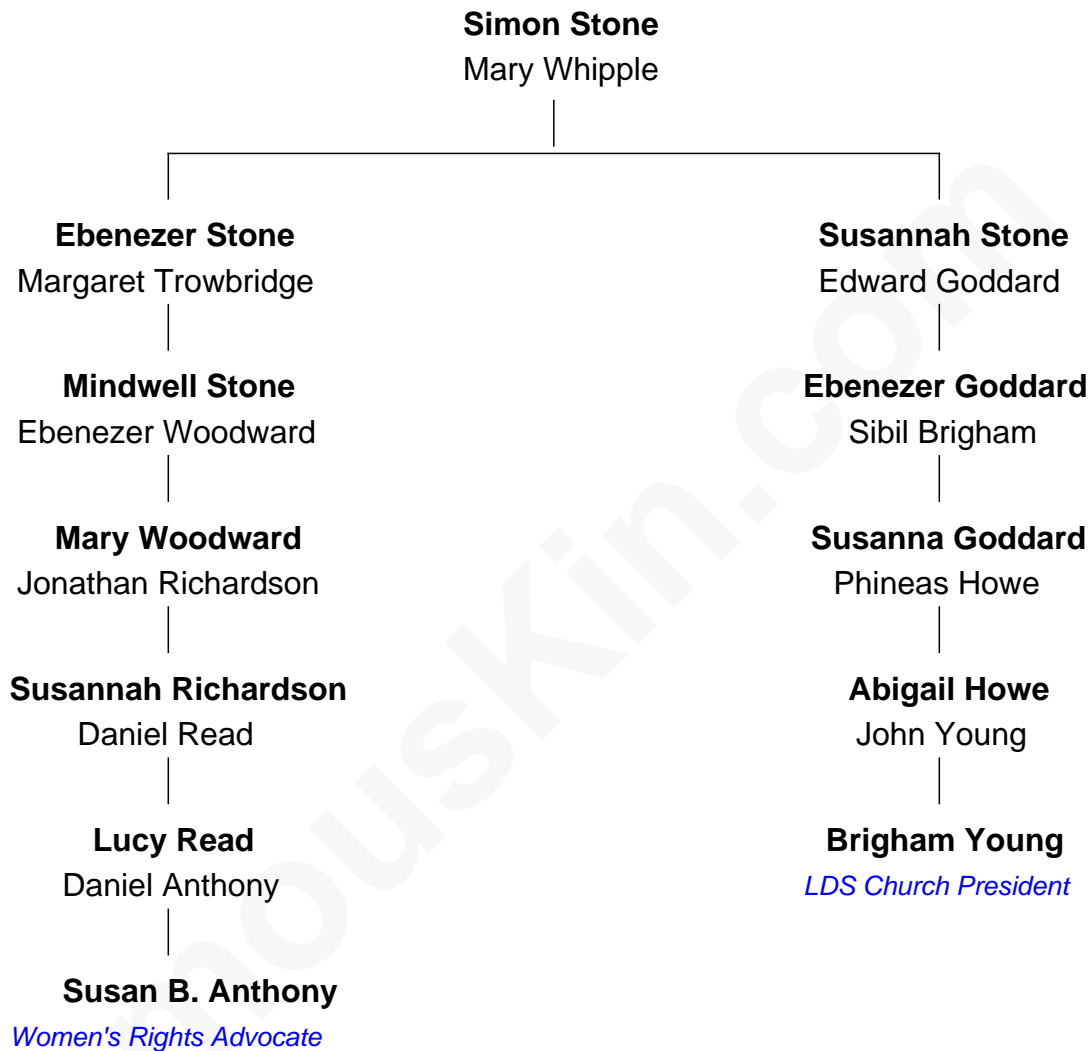 Simon Stone
Mary Whipple
Ebenezer Stone
Margaret Trowbridge
Susannah Stone
Edward Goddard
Mindwell Stone
Ebenezer Woodward
Ebenezer Goddard
Sibil Brigham
Mary Woodward
Jonathan Richardson
Susanna Goddard
Phineas Howe
Susannah Richardson
Daniel Read
Abigail Howe
John Young
Lucy Read
Daniel Anthony
Brigham Young
LDS Church President
Susan B. Anthony
Women's Rights Advocate
mousKin.com